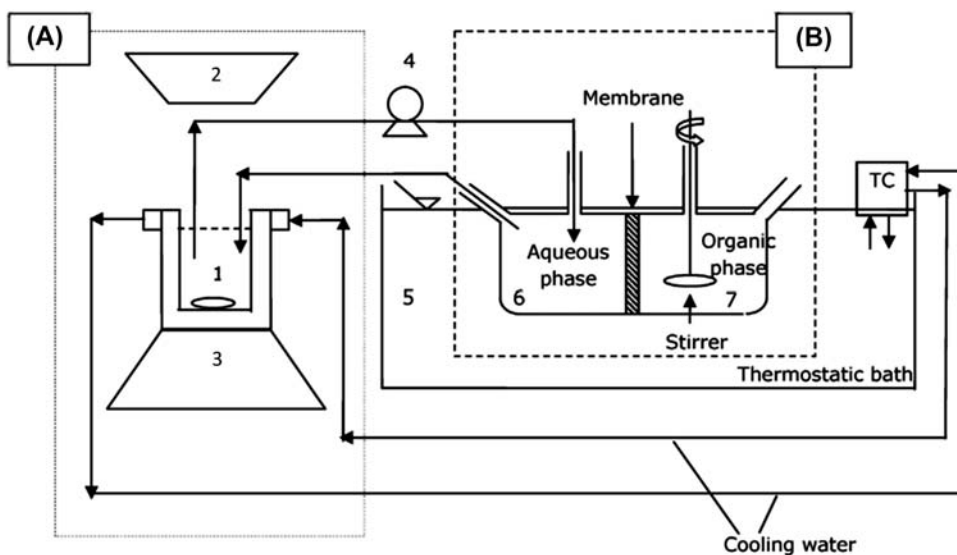 (A)
(B)
2
4
Membrane
TC
1
Aqueous
phase
Organic
phase
5
6
7
Stirrer
3
Thermostatic bath
Cooling water